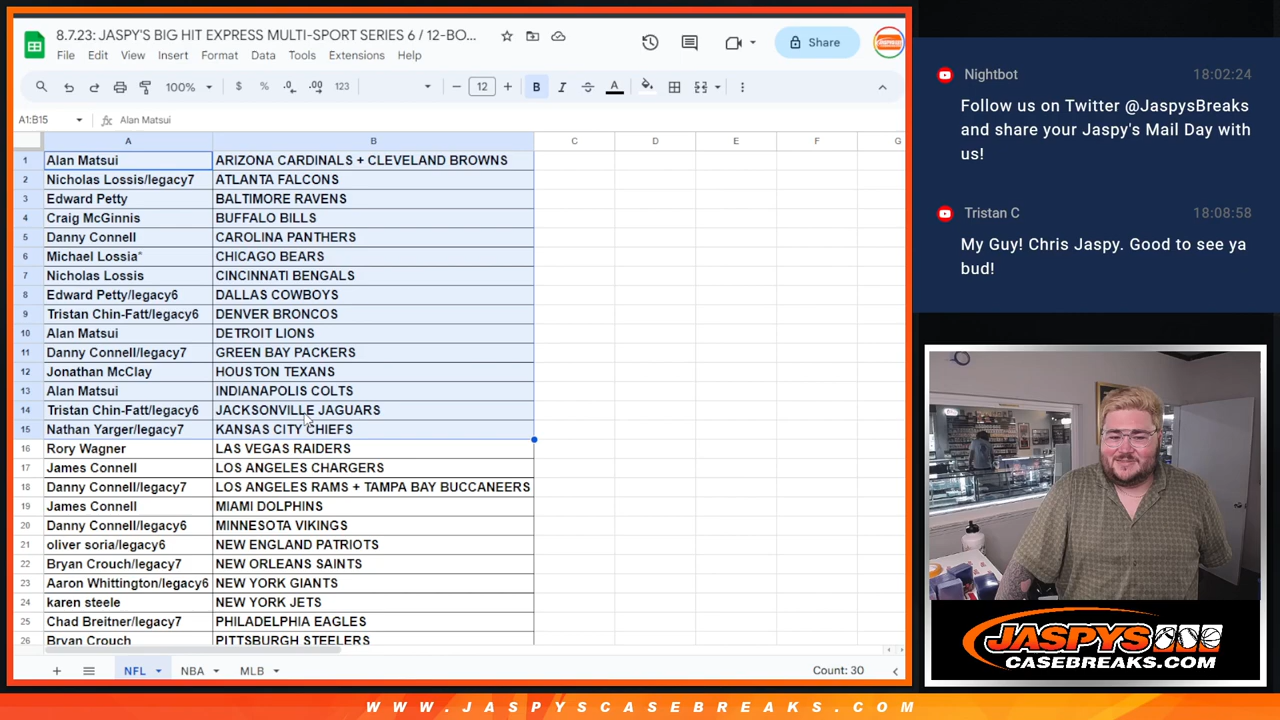 8.7.23: JASPY'S BIG HIT EXPRESS MULTI-SPORT SERIES 6 / 12-BO...
File Edit View Insert Format Data Tools Extensions Help
Share
100% $ % .0 .00 123 12 B I A
A1:B15 fx Alan Matsui
A B C D E F G
1 Alan Matsui ARIZONA CARDINALS + CLEVELAND BROWNS
2 Nicholas Lossis/legacy7 ATLANTA FALCONS
3 Edward Petty BALTIMORE RAVENS
4 Craig McGinnis BUFFALO BILLS
5 Danny Connell CAROLINA PANTHERS
6 Michael Lossia* CHICAGO BEARS
7 Nicholas Lossis CINCINNATI BENGALS
8 Edward Petty/legacy6 DALLAS COWBOYS
9 Tristan Chin-Fatt/legacy6 DENVER BRONCOS
10 Alan Matsui DETROIT LIONS
11 Danny Connell/legacy7 GREEN BAY PACKERS
12 Jonathan McClay HOUSTON TEXANS
13 Alan Matsui INDIANAPOLIS COLTS
14 Tristan Chin-Fatt/legacy6 JACKSONVILLE JAGUARS
15 Nathan Yarger/legacy7 KANSAS CITY CHIEFS
16 Rory Wagner LAS VEGAS RAIDERS
17 James Connell LOS ANGELES CHARGERS
18 Danny Connell/legacy7 LOS ANGELES RAMS + TAMPA BAY BUCCANEERS
19 James Connell MIAMI DOLPHINS
20 Danny Connell/legacy6 MINNESOTA VIKINGS
21 oliver soria/legacy6 NEW ENGLAND PATRIOTS
22 Bryan Crouch/legacy7 NEW ORLEANS SAINTS
23 Aaron Whittington/legacy6 NEW YORK GIANTS
24 karen steele NEW YORK JETS
25 Chad Breitner/legacy7 PHILADELPHIA EAGLES
26 Bryan Crouch PITTSBURGH STEELERS
NFL NBA MLB Count: 30
Nightbot 18:02:24
Follow us on Twitter @JaspysBreaks
and share your Jaspy's Mail Day with
us!
Tristan C 18:08:58
My Guy! Chris Jaspy. Good to see ya
bud!
JASPYS
CASEBREAKS.COM
WWW.JASPYSCASEBREAKS.COM